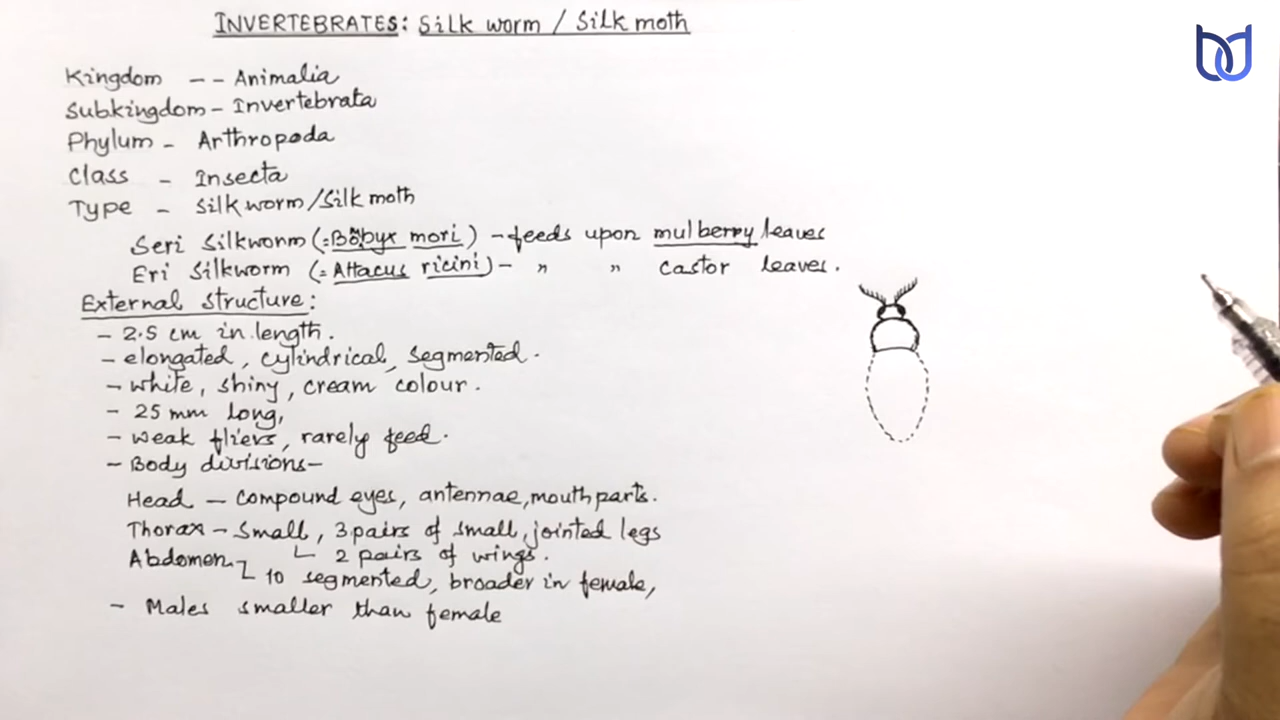 INVERTEBRATES: Silk worm / Silk moth
Kingdom -- Animalia
Subkingdom - Invertebrata
Phylum - Arthropoda
Class - Insecta
Type - Silk worm/Silk moth
Seri Silkworm (=Bobyx mori) - feeds upon mulberry leaves
Eri Silkworm (=Attacus ricini) - " " castor leaves.
External structure:
- 2.5 cm in length.
- elongated, cylindrical, segmented.
- white, shiny, cream colour.
- 25 mm long,
- weak fliers, rarely feed.
- Body divisions-
Head - compound eyes, antennae, mouth parts.
Thorax - small, 3 pairs of small, jointed legs
2 pairs of wings.
Abdomen
10 segmented, broader in female,
- Males smaller than female